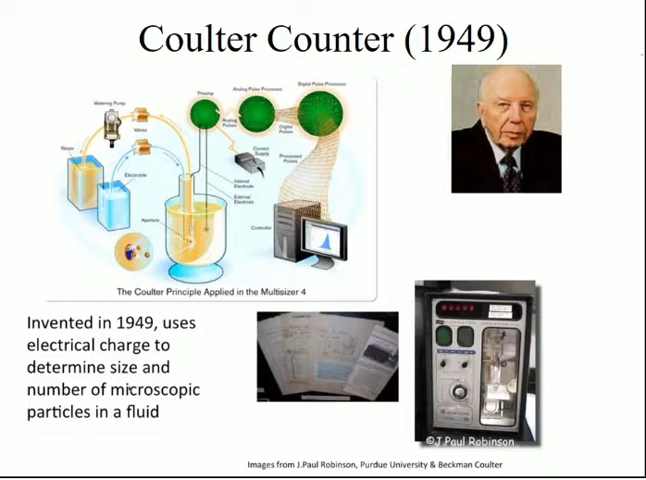 Coulter Counter (1949)
Preamp
Analog Pulse Processor
Digital Pulse Processor
Metering Pump
Valves
Analog
Pulses
Digital
Pulses
Waste
Electrolyte
Current
Supply
Processed
Pulses
Internal
Electrode
External
Electrode
Aperture
Controller
The Coulter Principle Applied in the Multisizer 4
Invented in 1949, uses
electrical charge to
determine size and
number of microscopic
particles in a fluid
©J.Paul Robinson
Images from J.Paul Robinson, Purdue University & Beckman Coulter